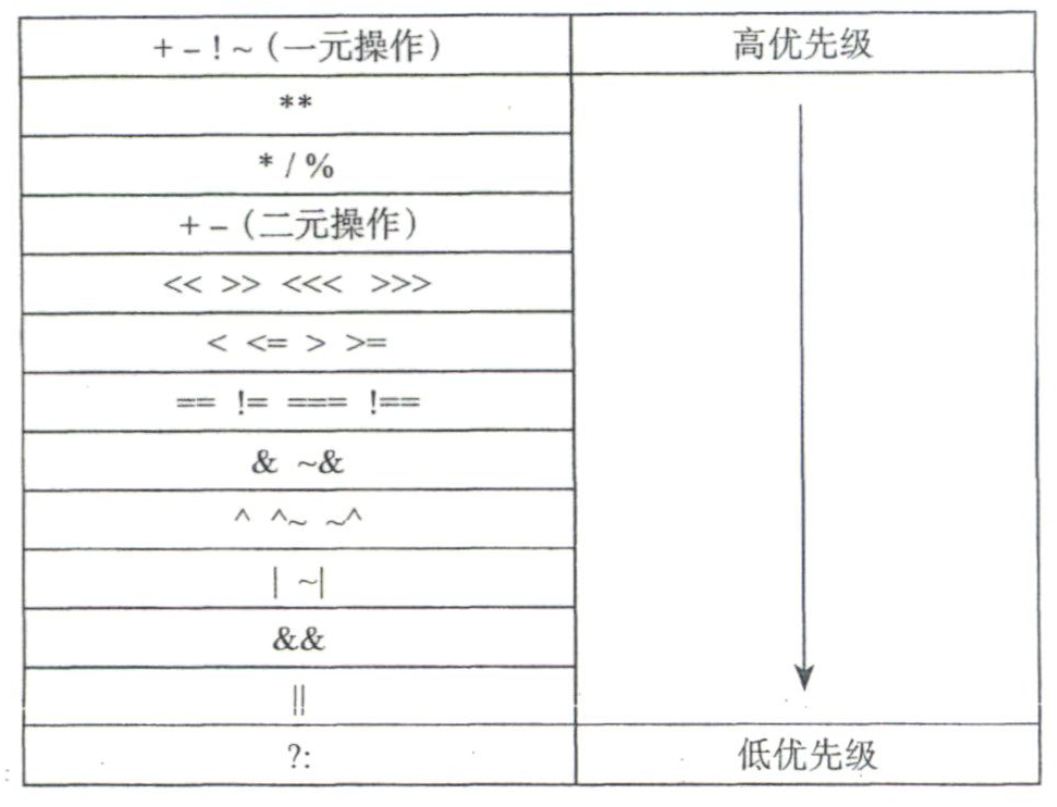 + – ! ~ (一元操作) 高优先级
**
* / %
+ – (二元操作)
<< >> <<< >>>
< <= > >=
== != === !==
& ~&
^ ^~ ~^
| ~|
&&
||
?: 低优先级